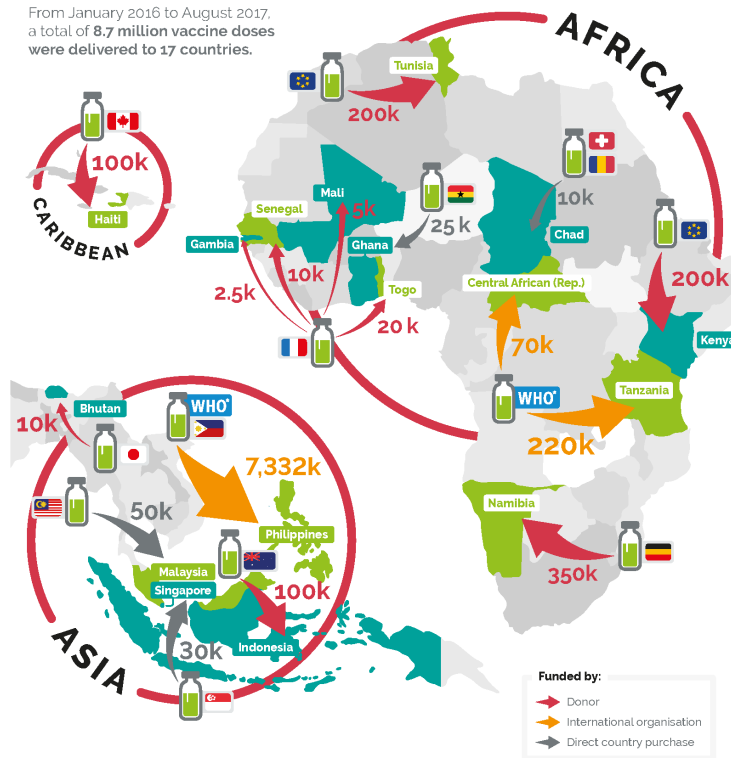 From January 2016 to August 2017,
a total of 8.7 million vaccine doses
were delivered to 17 countries.
AFRICA
Tunisia
200k
100k
Haiti
CARIBBEAN
Mali
5k
Senegal
Gambia
Ghana
25 k
10k
Chad
10k
2.5k
Togo
20 k
Central African (Rep.)
200k
Kenya
70k
WHO
Tanzania
220k
Bhutan
10k
WHO
7,332k
50k
Philippines
Namibia
350k
Malaysia
Singapore
100k
30k
Indonesia
ASIA
Funded by:
Donor
International organisation
Direct country purchase